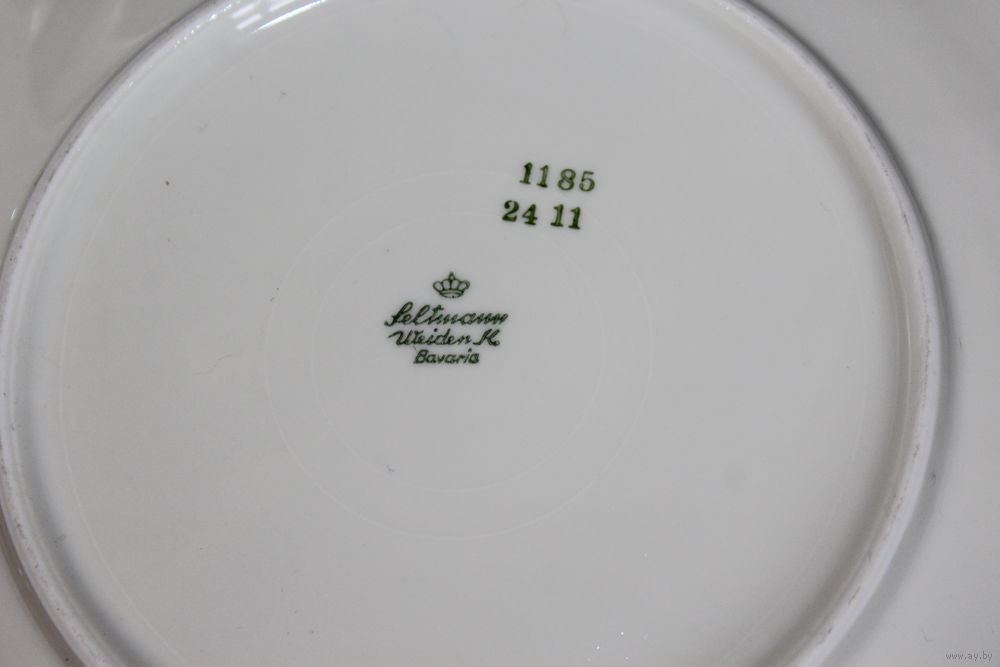 1185
24 11
Seltmann
Weiden K.
Bavaria
www.ay.by